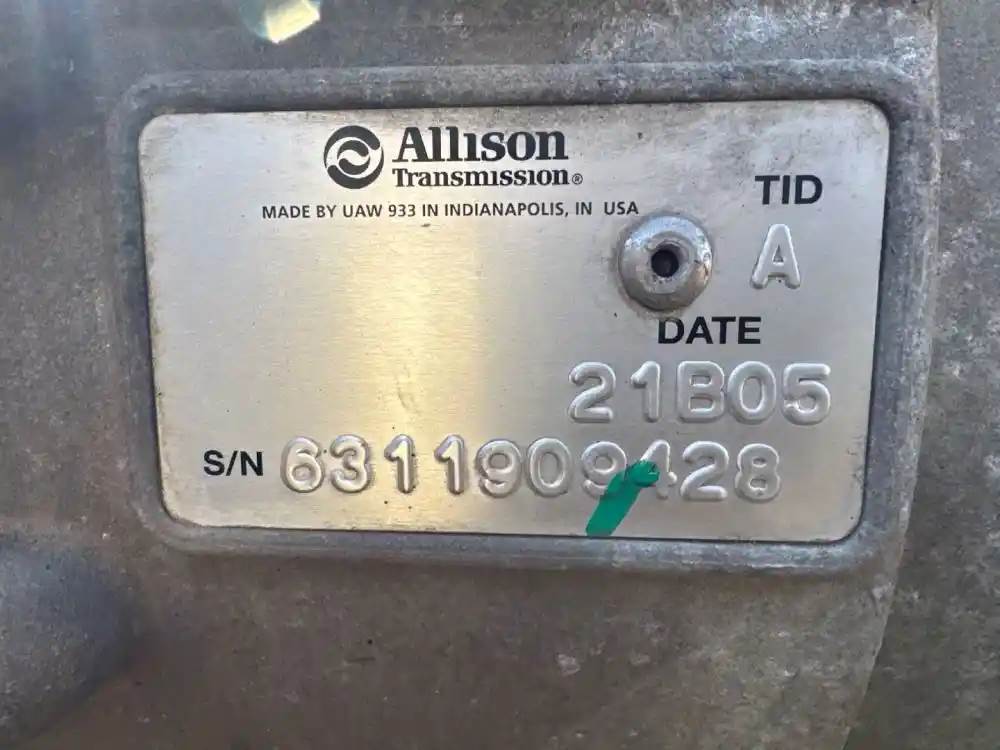 Allison
Transmission®
MADE BY UAW 933 IN INDIANAPOLIS, IN USA
TID
A
DATE
21B05
S/N 6311909428